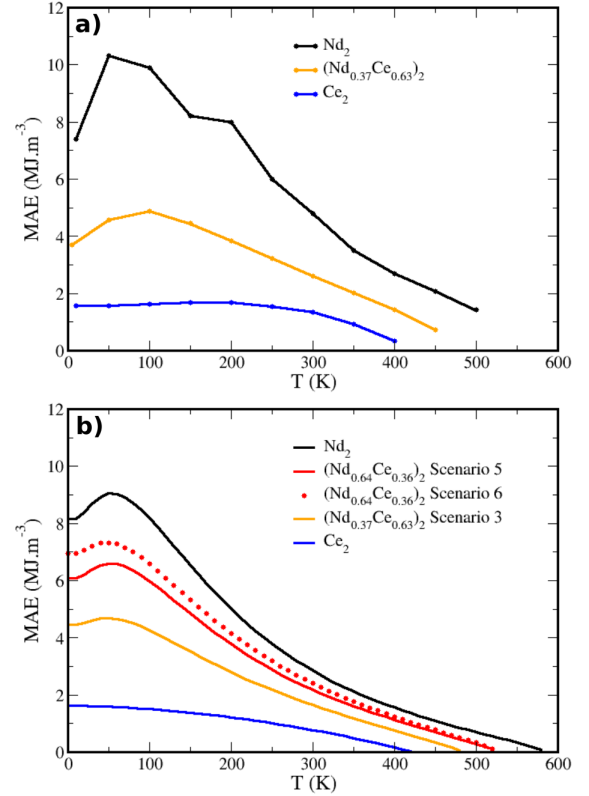 a)
12
10
8
6
4
2
0
MAE (MJ.m⁻³)
Nd₂
(Nd₀.₃₇Ce₀.₆₃)₂
Ce₂
0 100 200 300 400 500 600
T (K)
b)
12
10
8
6
4
2
0
MAE (MJ.m⁻³)
Nd₂
(Nd₀.₆₄Ce₀.₃₆)₂ Scenario 5
(Nd₀.₆₄Ce₀.₃₆)₂ Scenario 6
(Nd₀.₃₇Ce₀.₆₃)₂ Scenario 3
Ce₂
0 100 200 300 400 500 600
T (K)